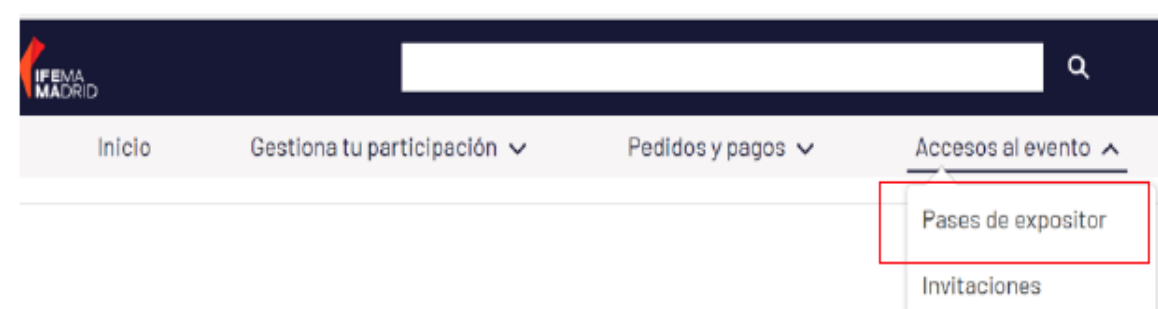 IFEMA
MADRID
Inicio
Gestiona tu participación
Pedidos y pagos
Accesos al evento
Pases de expositor
Invitaciones